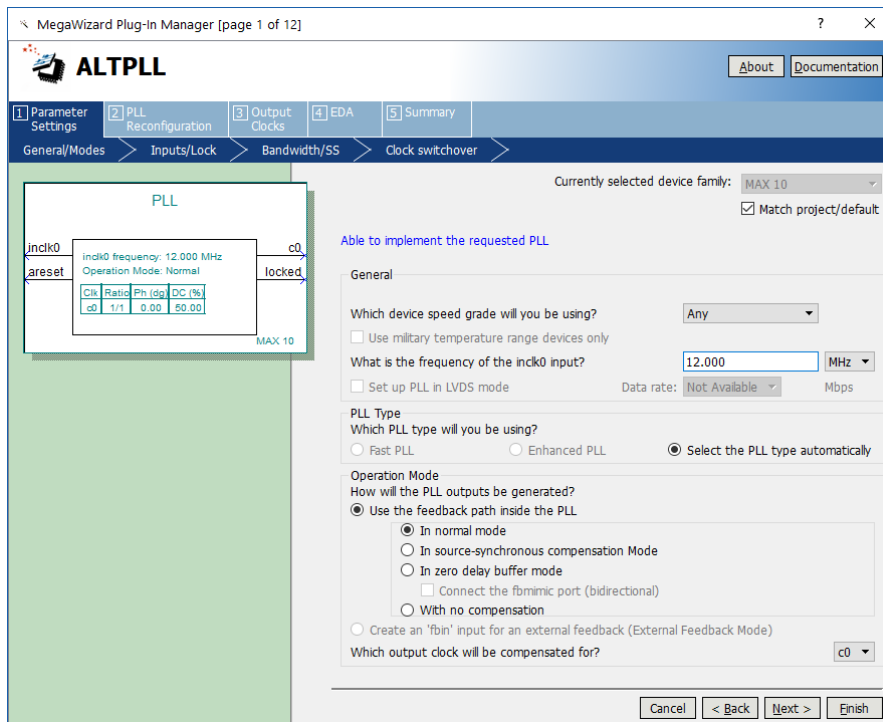 MegaWizard Plug-In Manager [page 1 of 12]
? ×
ALTPLL
About Documentation
1 Parameter Settings
2 PLL Reconfiguration
3 Output Clocks
4 EDA
5 Summary
General/Modes Inputs/Lock Bandwidth/SS Clock switchover
PLL
inclk0
areset
c0
locked
inclk0 frequency: 12.000 MHz
Operation Mode: Normal
Clk Ratio Ph (dg) DC (%)
c0 1/1 0.00 50.00
MAX 10
Currently selected device family: MAX 10
Match project/default
Able to implement the requested PLL
General
Which device speed grade will you be using? Any
Use military temperature range devices only
What is the frequency of the inclk0 input? 12.000 MHz
Set up PLL in LVDS mode Data rate: Not Available Mbps
PLL Type
Which PLL type will you be using?
Fast PLL Enhanced PLL Select the PLL type automatically
Operation Mode
How will the PLL outputs be generated?
Use the feedback path inside the PLL
In normal mode
In source-synchronous compensation Mode
In zero delay buffer mode
Connect the fbmimic port (bidirectional)
With no compensation
Create an 'fbin' input for an external feedback (External Feedback Mode)
Which output clock will be compensated for? c0
Cancel < Back Next > Finish